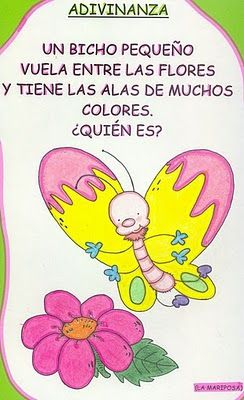 ADIVINANZA
UN BICHO PEQUEÑO
VUELA ENTRE LAS FLORES
Y TIENE LAS ALAS DE MUCHOS
COLORES.
¿QUIÉN ES?
(LA MARIPOSA)